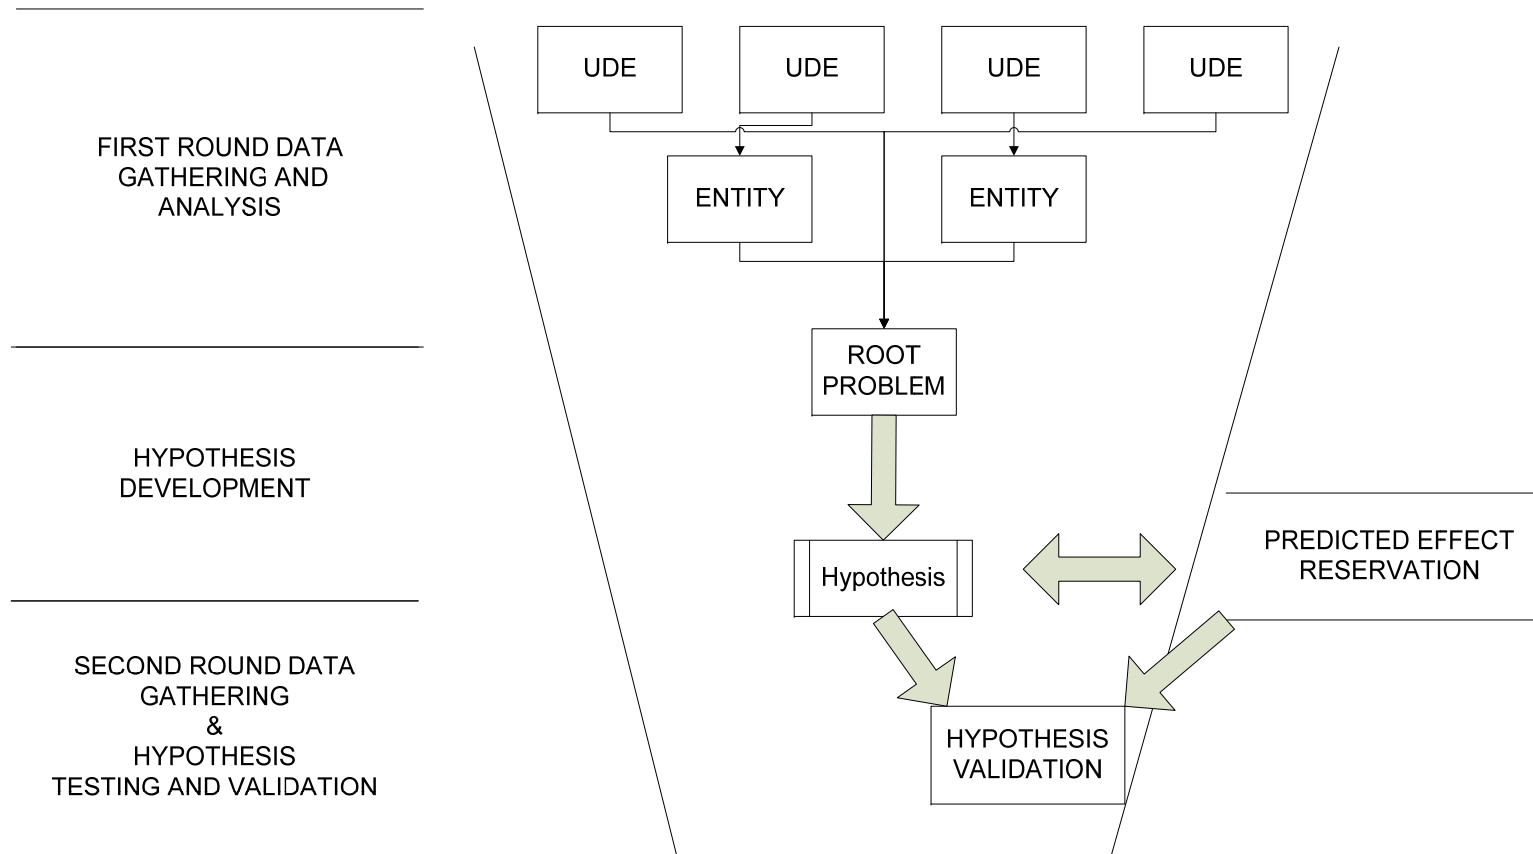 UDE
UDE
UDE
UDE
FIRST ROUND DATA
GATHERING AND
ANALYSIS
ENTITY
ENTITY
ROOT
PROBLEM
HYPOTHESIS
DEVELOPMENT
Hypothesis
PREDICTED EFFECT
RESERVATION
SECOND ROUND DATA
GATHERING
&
HYPOTHESIS
TESTING AND VALIDATION
HYPOTHESIS
VALIDATION